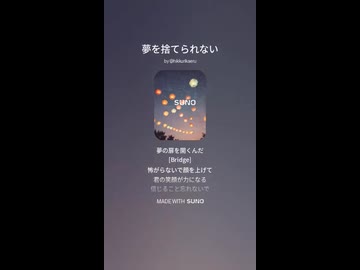 夢を捨てられない
SUNO
夢の扉を開くんだ
[Bridge]
怖がらないで顔を上げて
君の笑顔が力になる
信じること忘れないで
MADE WITH SUNO